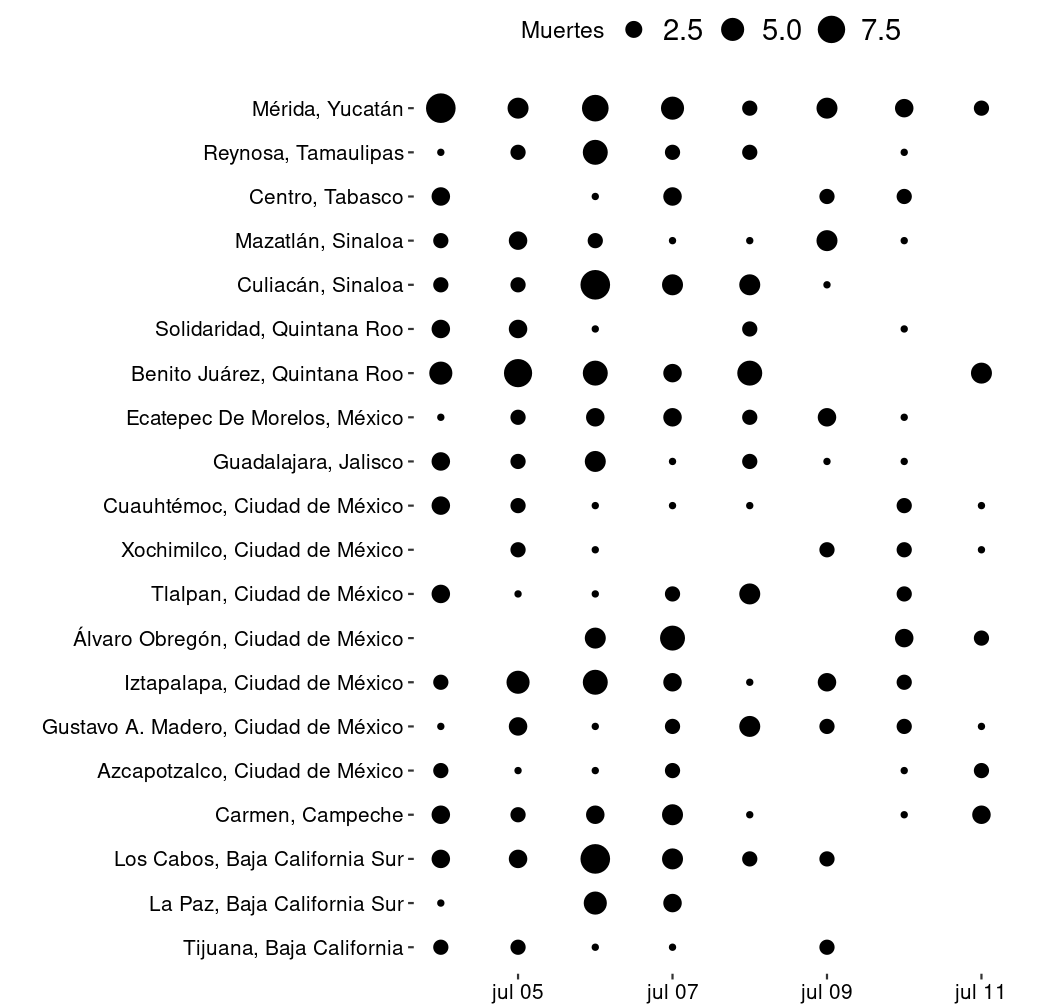 Muertes 2.5 5.0 7.5
Mérida, Yucatán
Reynosa, Tamaulipas
Centro, Tabasco
Mazatlán, Sinaloa
Culiacán, Sinaloa
Solidaridad, Quintana Roo
Benito Juárez, Quintana Roo
Ecatepec De Morelos, México
Guadalajara, Jalisco
Cuauhtémoc, Ciudad de México
Xochimilco, Ciudad de México
Tlalpan, Ciudad de México
Álvaro Obregón, Ciudad de México
Iztapalapa, Ciudad de México
Gustavo A. Madero, Ciudad de México
Azcapotzalco, Ciudad de México
Carmen, Campeche
Los Cabos, Baja California Sur
La Paz, Baja California Sur
Tijuana, Baja California
jul 05 jul 07 jul 09 jul 11